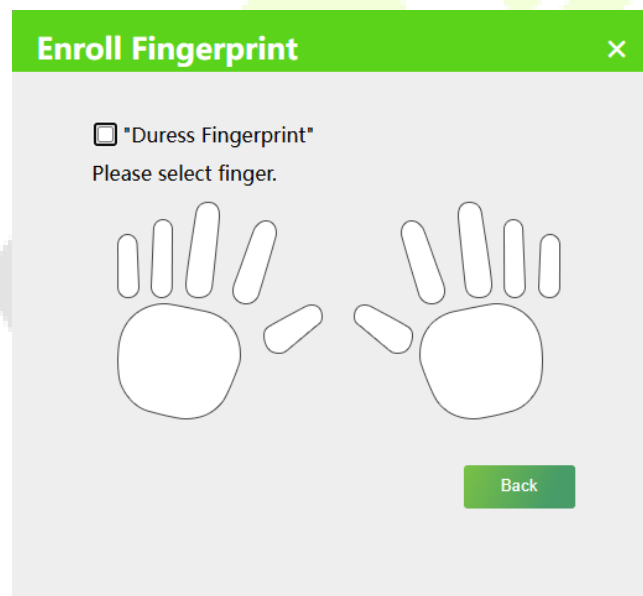 Enroll Fingerprint ×
"Duress Fingerprint"
Please select finger.
Back